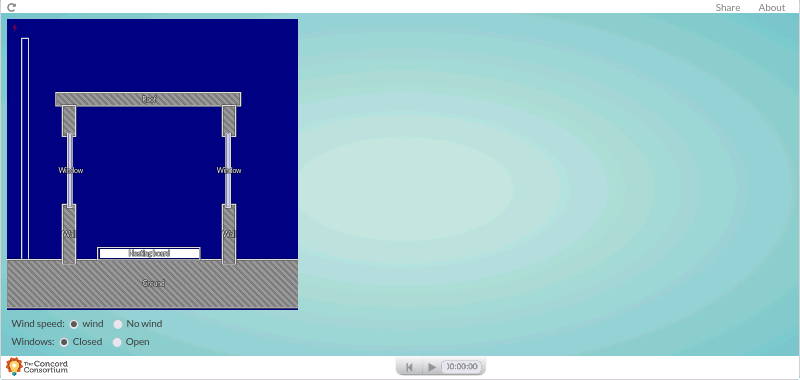 Share About
Roof
Window Window
Wall Wall
Heating board
Ground
Wind speed: wind No wind
Windows: Closed Open
The Concord
Consortium
10:00:00